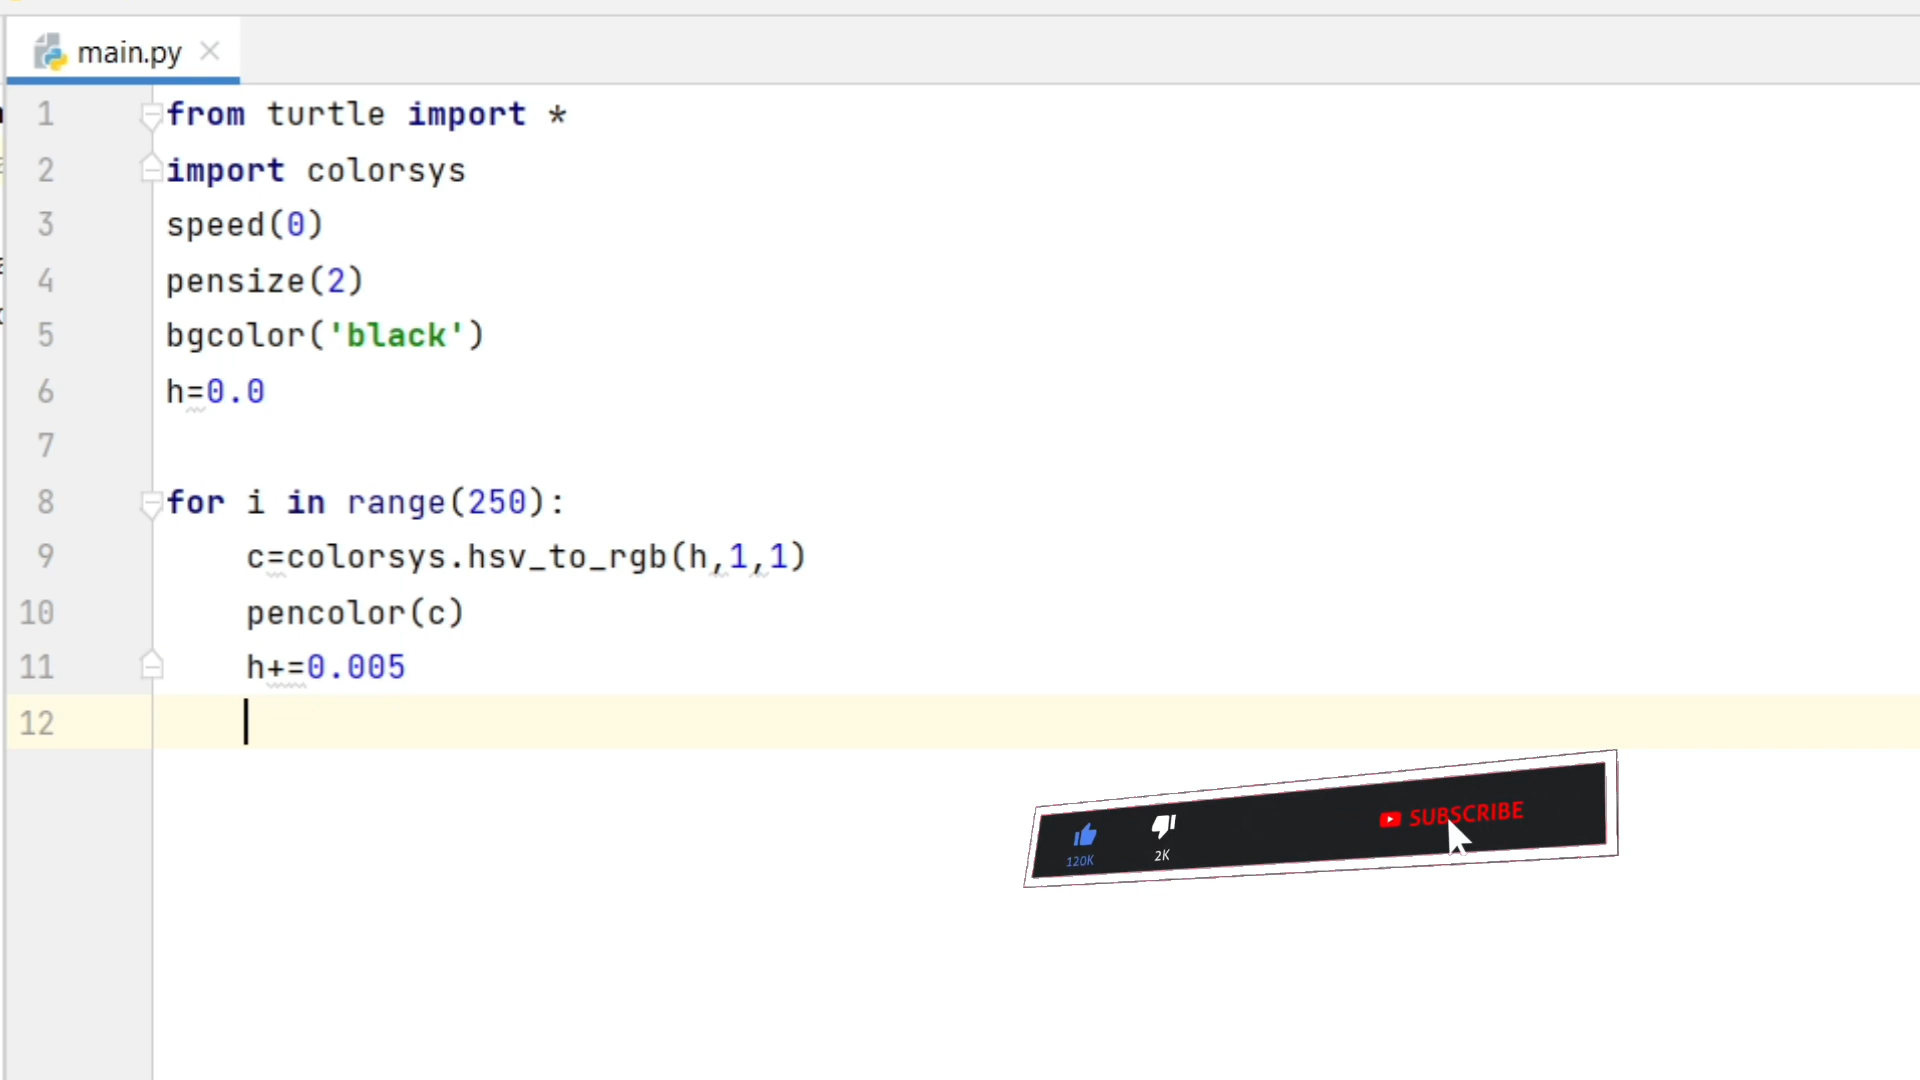 main.py
1 from turtle import *
2 import colorsys
3 speed(0)
4 pensize(2)
5 bgcolor('black')
6 h=0.0
7
8 for i in range(250):
9     c=colorsys.hsv_to_rgb(h,1,1)
10     pencolor(c)
11     h+=0.005
12
120K
2K
SUBSCRIBE